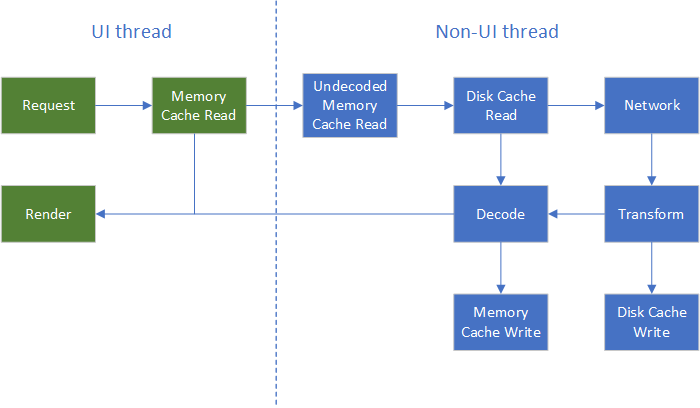 UI thread
Non-UI thread
Request
Memory
Cache Read
Undecoded
Memory
Cache Read
Disk Cache
Read
Network
Render
Decode
Transform
Memory
Cache Write
Disk Cache
Write